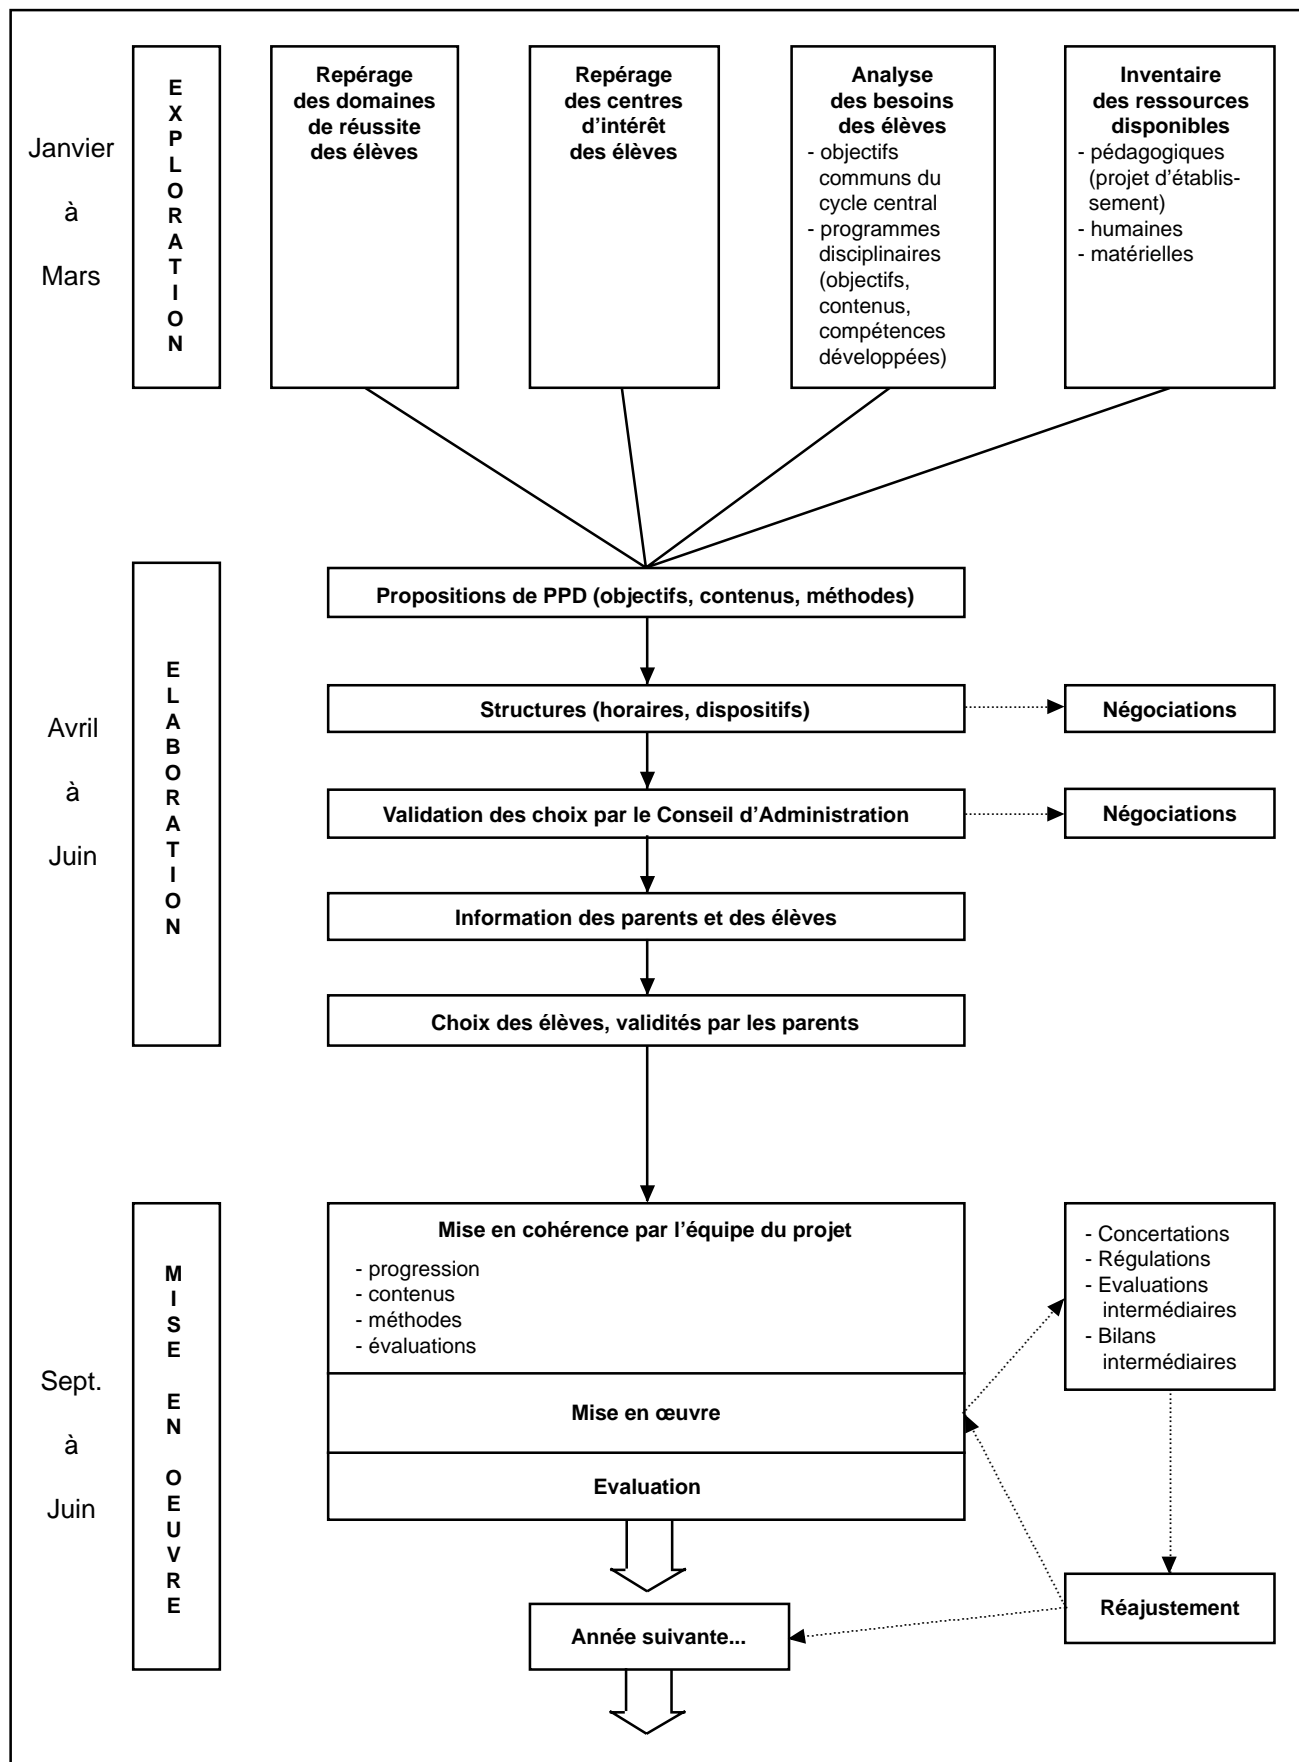 Janvier
à
Mars
EXPLORATION
Repérage
des domaines
de réussite
des élèves
Repérage
des centres
d'intérêt
des élèves
Analyse
des besoins
des élèves
- objectifs
communs du
cycle central
- programmes
disciplinaires
(objectifs,
contenus,
compétences
développées)
Inventaire
des ressources
disponibles
- pédagogiques
(projet d'établis-
sement)
- humaines
- matérielles
Avril
à
Juin
ELABORATION
Propositions de PPD (objectifs, contenus, méthodes)
Structures (horaires, dispositifs)
Négociations
Validation des choix par le Conseil d'Administration
Négociations
Information des parents et des élèves
Choix des élèves, validités par les parents
Sept.
à
Juin
MISE EN OEUVRE
Mise en cohérence par l'équipe du projet
- progression
- contenus
- méthodes
- évaluations
Mise en œuvre
Evaluation
- Concertations
- Régulations
- Evaluations
intermédiaires
- Bilans
intermédiaires
Réajustement
Année suivante...